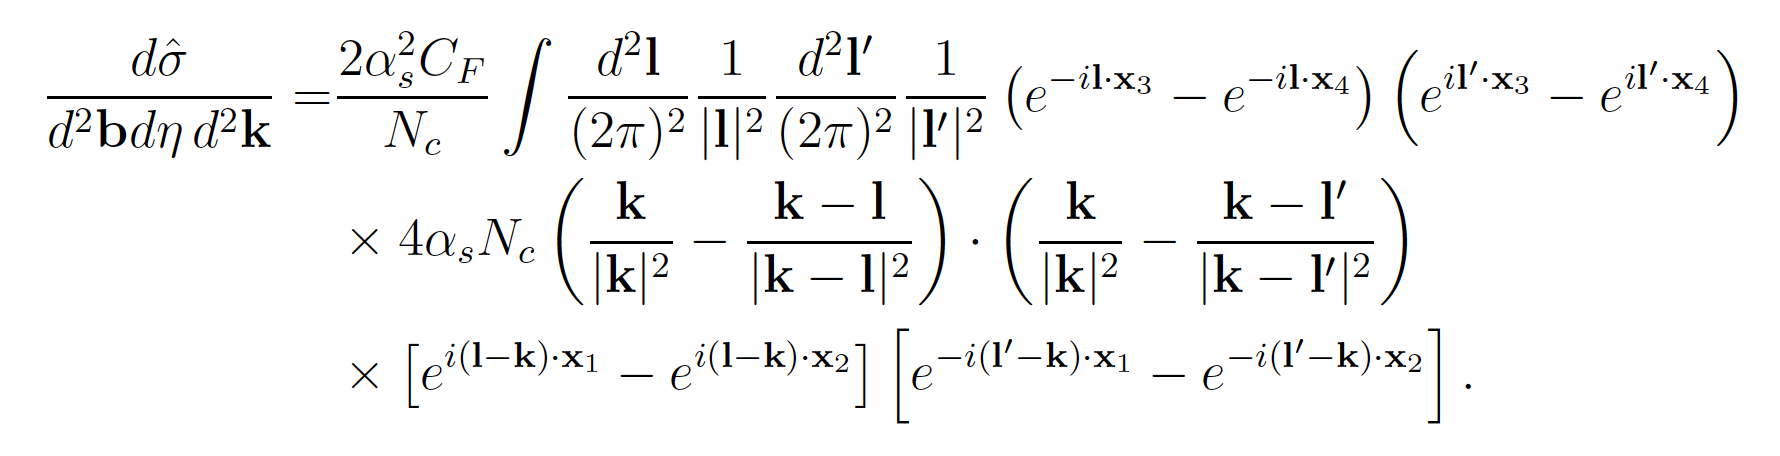 \frac{d\hat{\sigma}}{d^2\mathbf{b}d\eta\, d^2\mathbf{k}} = \frac{2\alpha_s^2 C_F}{N_c} \int \frac{d^2\mathbf{l}}{(2\pi)^2} \frac{1}{|\mathbf{l}|^2} \frac{d^2\mathbf{l}'}{(2\pi)^2} \frac{1}{|\mathbf{l}'|^2} \left( e^{-i\mathbf{l}\cdot\mathbf{x}_3} - e^{-i\mathbf{l}\cdot\mathbf{x}_4} \right) \left( e^{i\mathbf{l}'\cdot\mathbf{x}_3} - e^{i\mathbf{l}'\cdot\mathbf{x}_4} \right)
\times 4\alpha_s N_c \left( \frac{\mathbf{k}}{|\mathbf{k}|^2} - \frac{\mathbf{k}-\mathbf{l}}{|\mathbf{k}-\mathbf{l}|^2} \right) \cdot \left( \frac{\mathbf{k}}{|\mathbf{k}|^2} - \frac{\mathbf{k}-\mathbf{l}'}{|\mathbf{k}-\mathbf{l}'|^2} \right)
\times \left[ e^{i(\mathbf{l}-\mathbf{k})\cdot\mathbf{x}_1} - e^{i(\mathbf{l}-\mathbf{k})\cdot\mathbf{x}_2} \right] \left[ e^{-i(\mathbf{l}'-\mathbf{k})\cdot\mathbf{x}_1} - e^{-i(\mathbf{l}'-\mathbf{k})\cdot\mathbf{x}_2} \right].